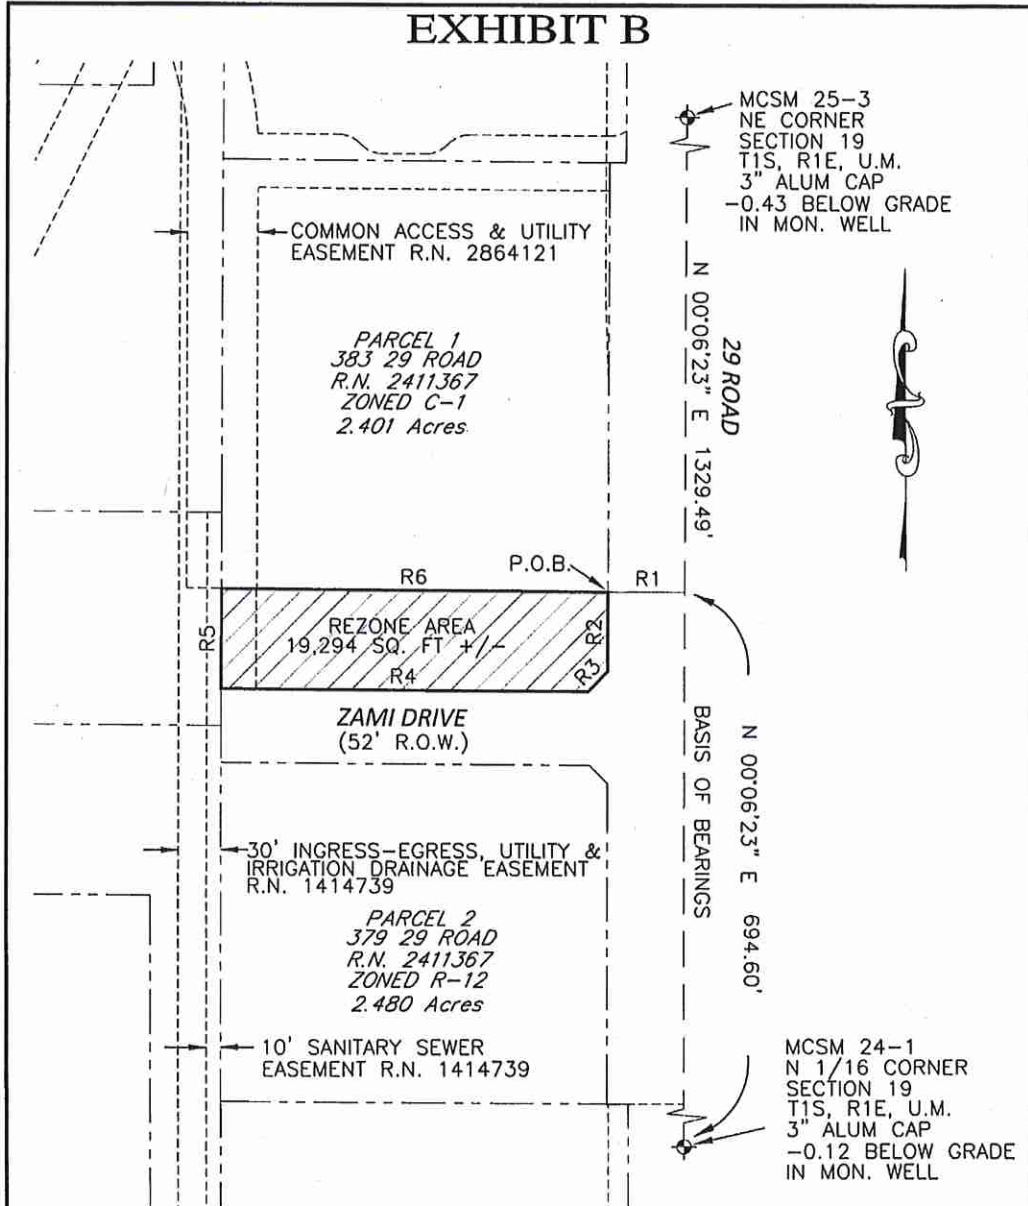 EXHIBIT B
MCSM 25-3
NE CORNER
SECTION 19
T1S, R1E, U.M.
3" ALUM CAP
-0.43 BELOW GRADE
IN MON. WELL
COMMON ACCESS & UTILITY
EASEMENT R.N. 2864121
N 00°06'23" E 1329.49'
29 ROAD
PARCEL 1
383 29 ROAD
R.N. 2411367
ZONED C-1
2.401 Acres
P.O.B.
R1
R6
REZONE AREA
19,294 SQ. FT +/-
R2
R5
R3
R4
ZAMI DRIVE
(52' R.O.W.)
BASIS OF BEARINGS
N 00°06'23" E 694.60'
30' INGRESS-EGRESS, UTILITY &
IRRIGATION DRAINAGE EASEMENT
R.N. 1414739
PARCEL 2
379 29 ROAD
R.N. 2411367
ZONED R-12
2.480 Acres
10' SANITARY SEWER
EASEMENT R.N. 1414739
MCSM 24-1
N 1/16 CORNER
SECTION 19
T1S, R1E, U.M.
3" ALUM CAP
-0.12 BELOW GRADE
IN MON. WELL